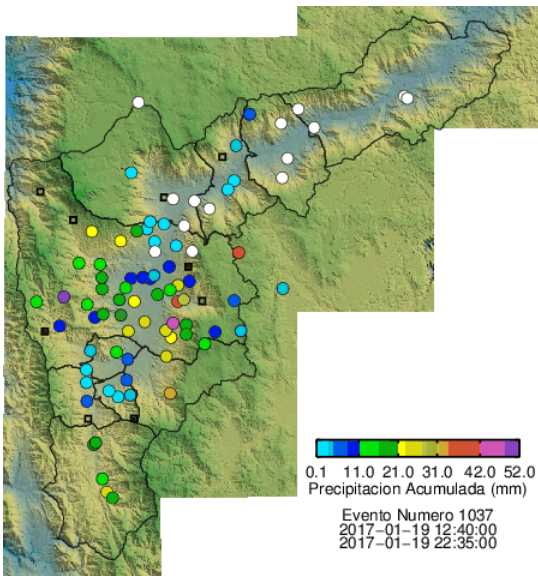 0.1 11.0 21.0 31.0 42.0 52.0
Precipitacion Acumulada (mm)
Evento Numero 1037
2017-01-19 12:40:00
2017-01-19 22:35:00